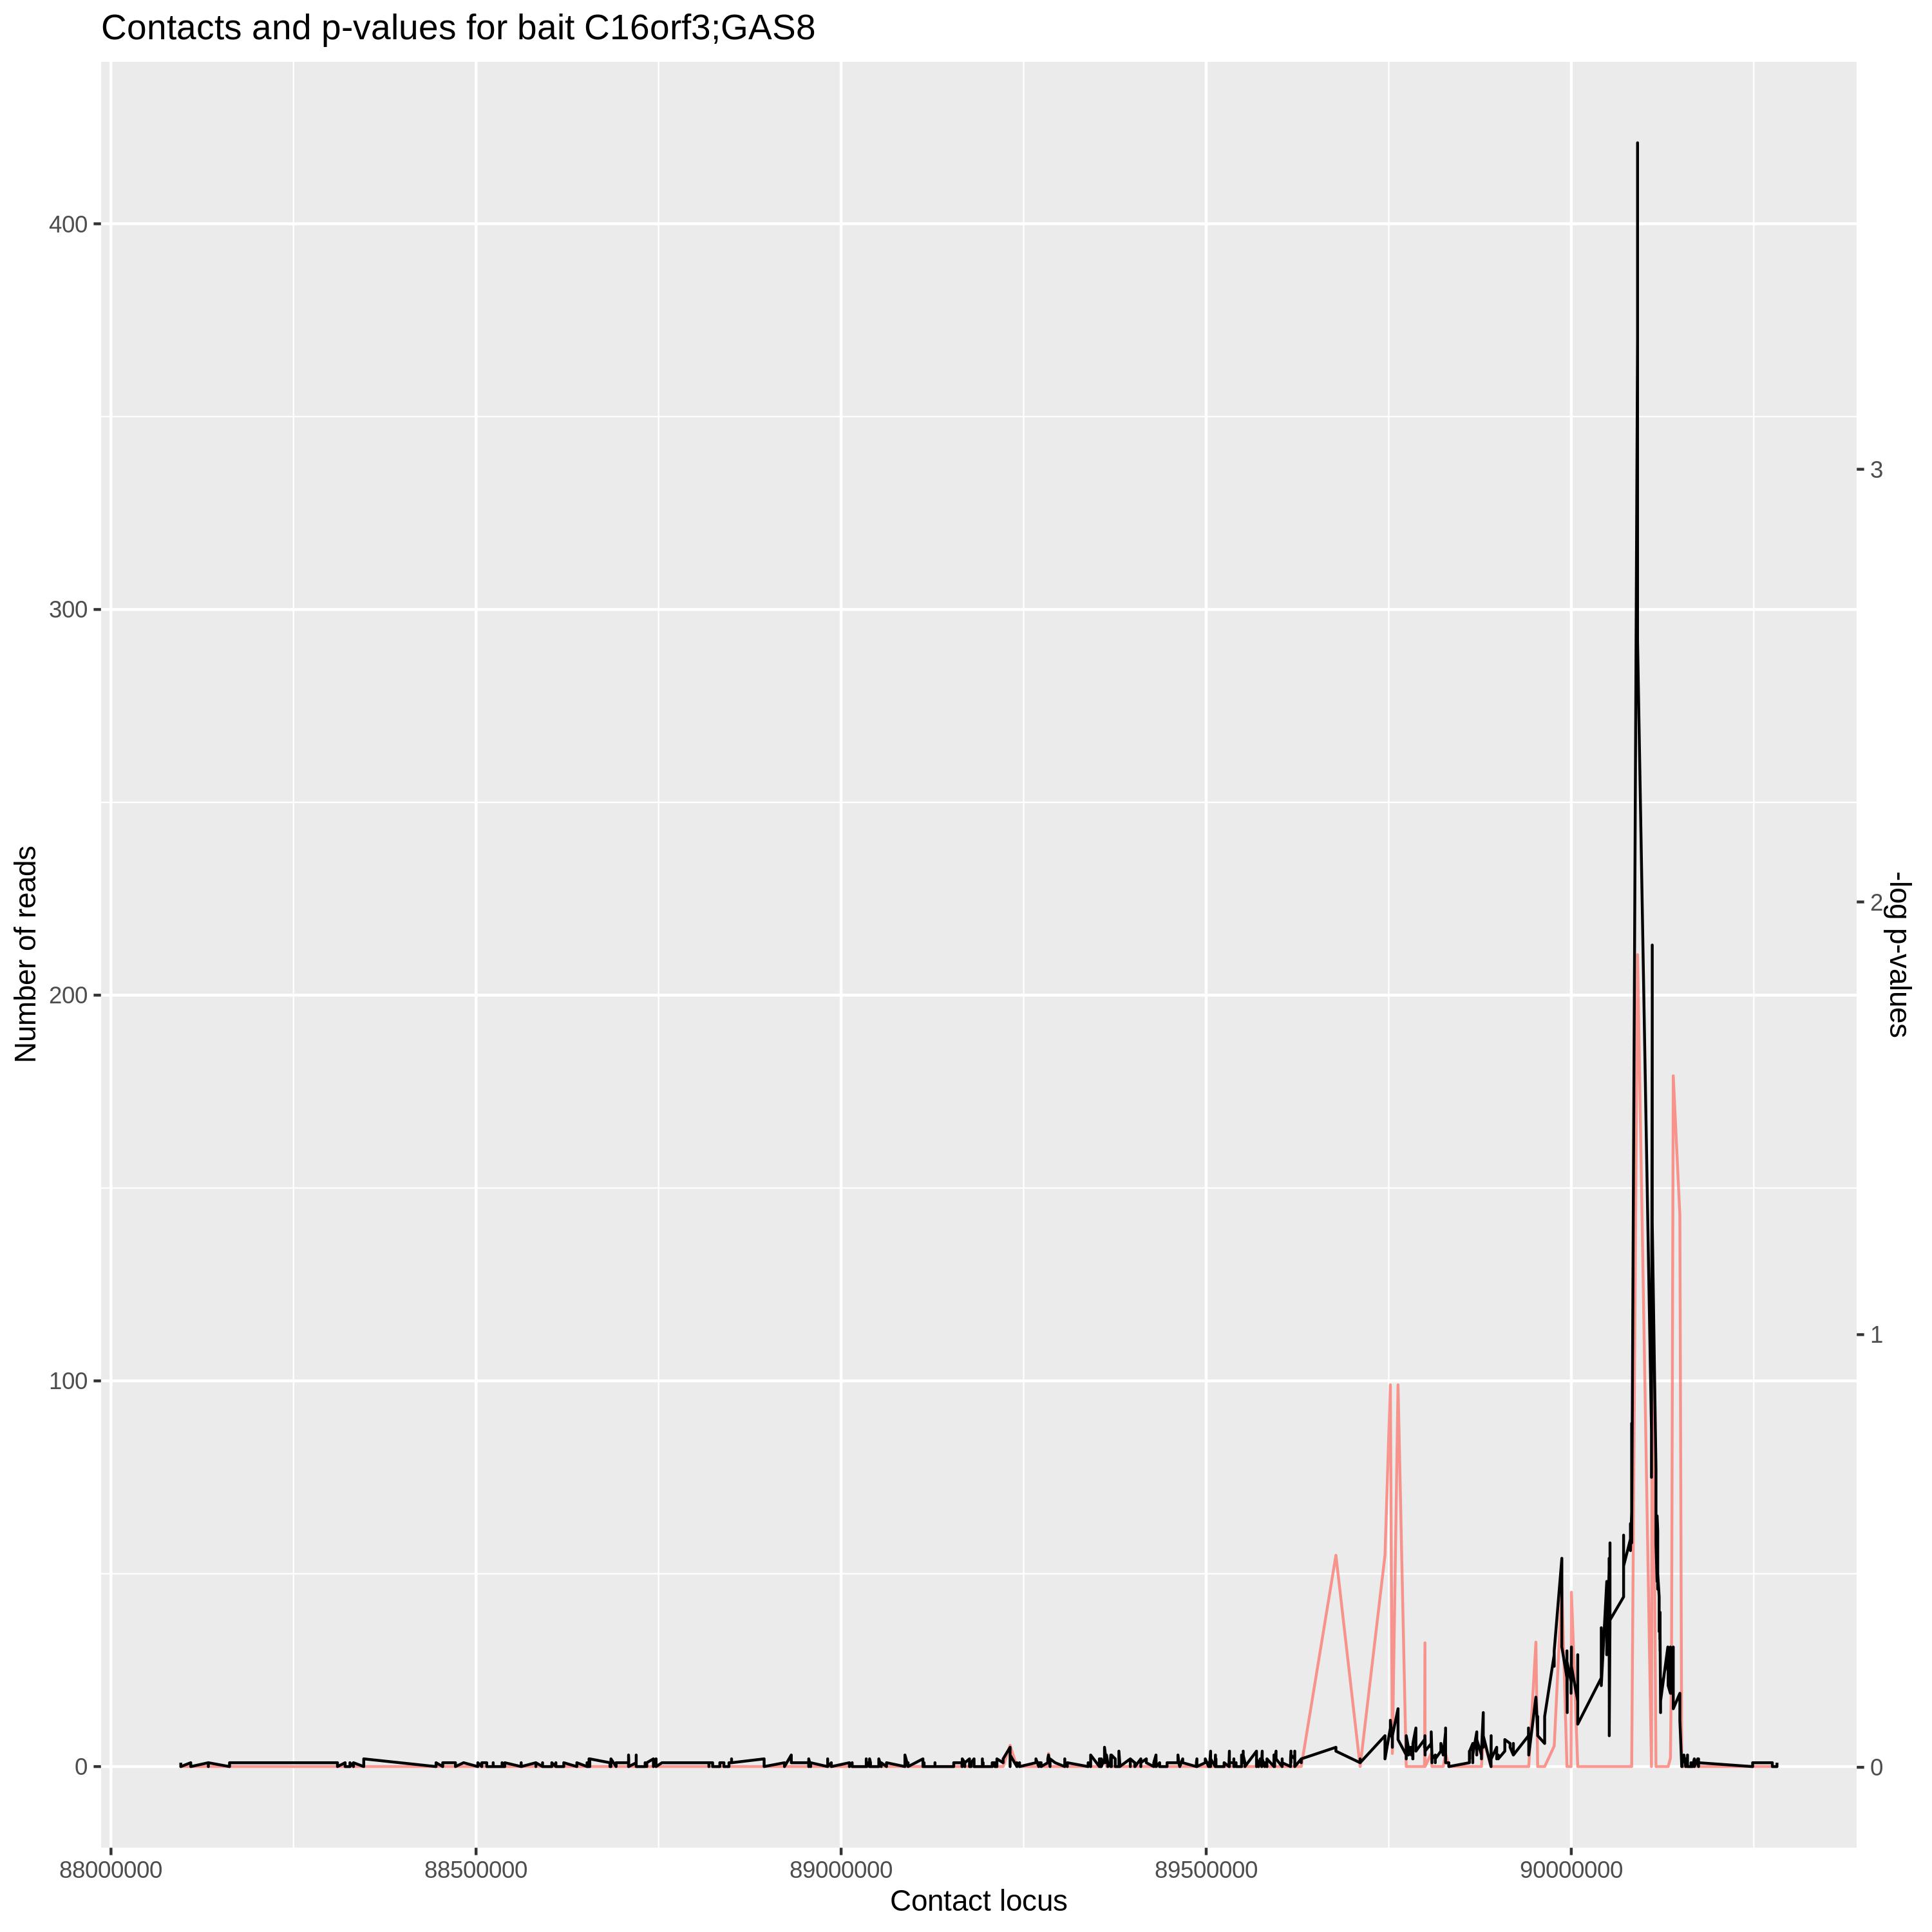 Contacts and p-values for bait C16orf3;GAS8
400
300
200
100
0
Number of reads
3
2
1
0
-log p-values
88000000 88500000 89000000 89500000 90000000
Contact locus